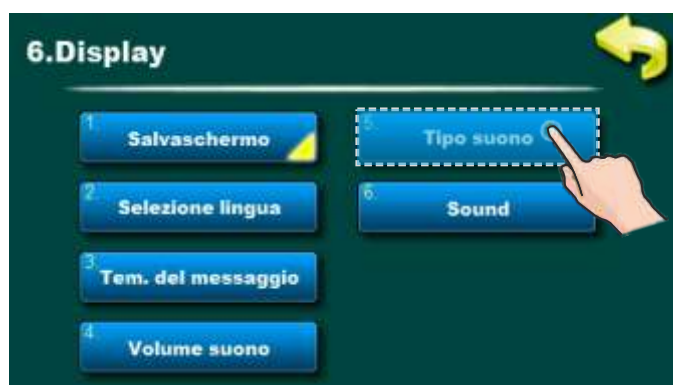 6.Display
1. Salvaschermo
2. Selezione lingua
3. Tem. del messaggio
4. Volume suono
5. Tipo suono
6. Sound